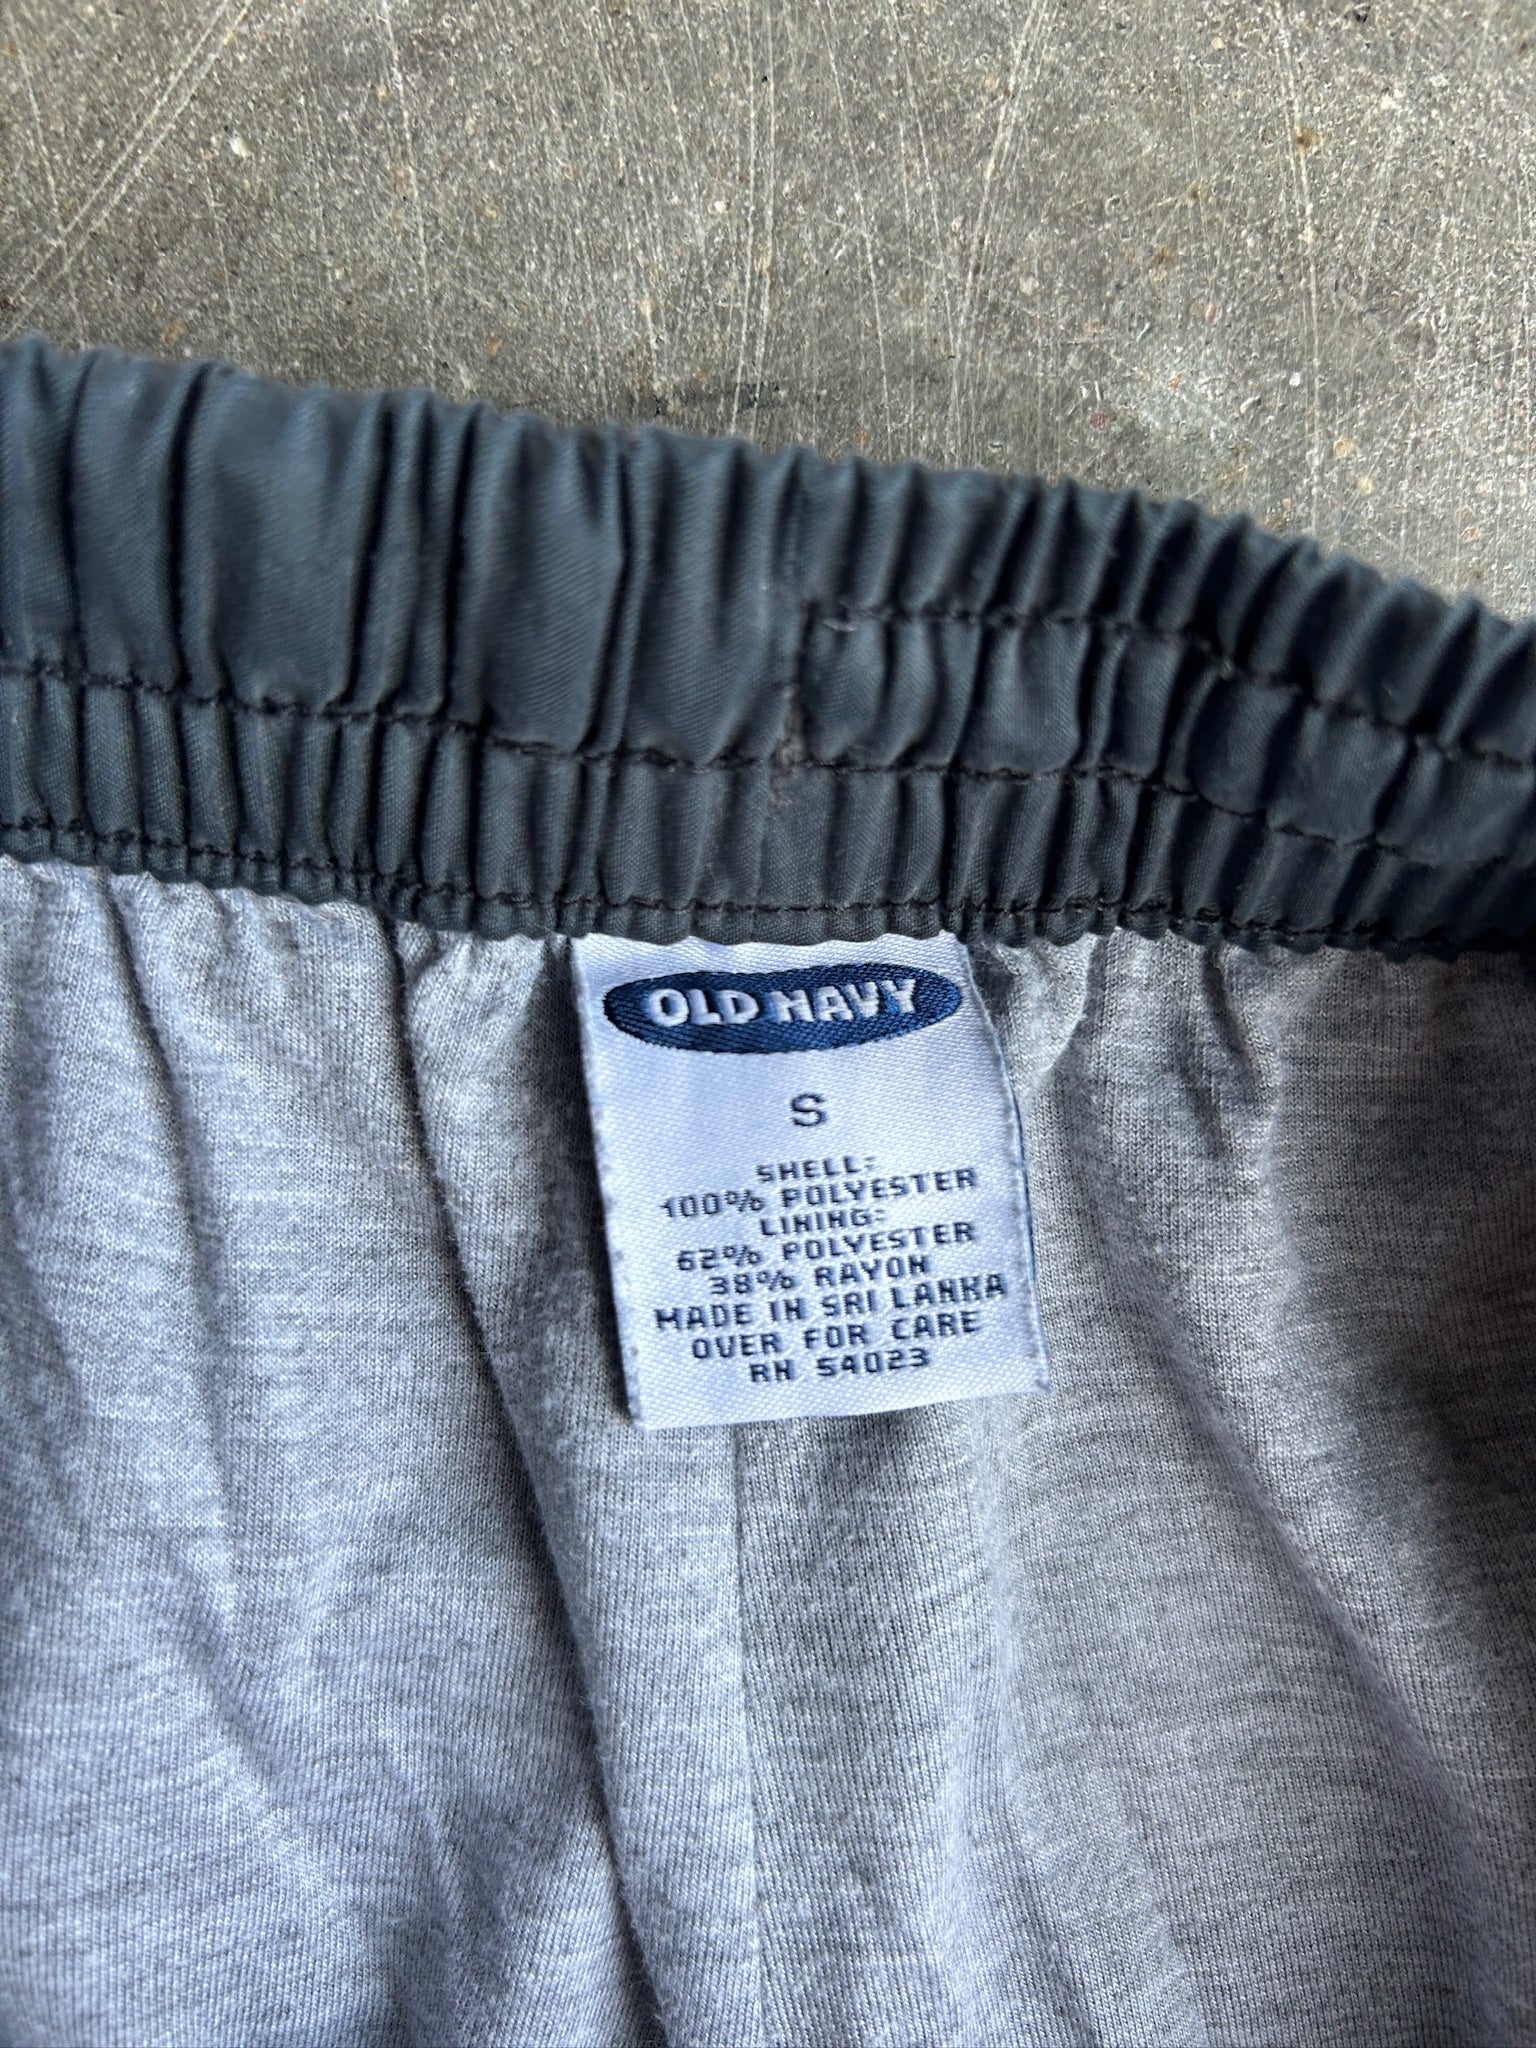 OLD NAVY
S
SHELL:
100% POLYESTER
LINING:
62% POLYESTER
38% RAYON
MADE IN SRI LANKA
OVER FOR CARE
RN 54023